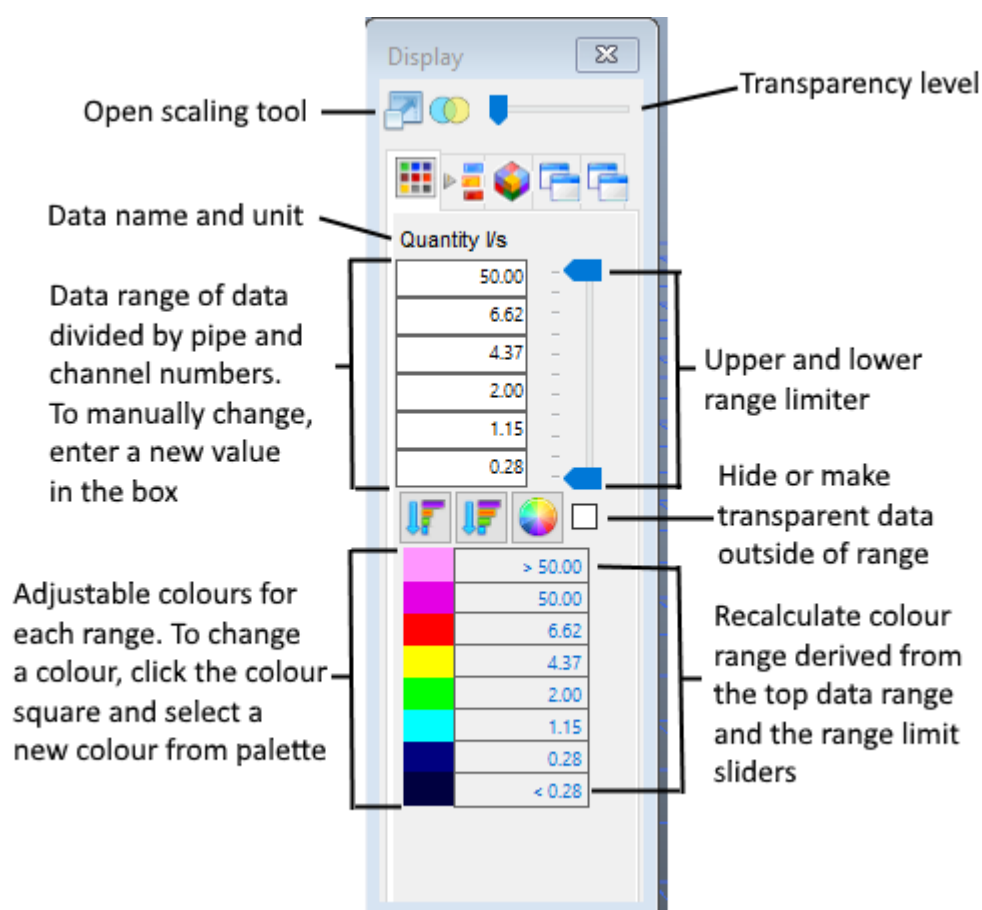 Display
Transparency level
Open scaling tool
Data name and unit
Quantity l/s
Data range of data
divided by pipe and
channel numbers.
To manually change,
enter a new value
in the box
50.00
6.62
4.37
2.00
1.15
0.28
Upper and lower
range limiter
Hide or make
transparent data
outside of range
Adjustable colours for
each range. To change
a colour, click the colour
square and select a
new colour from palette
> 50.00
50.00
6.62
4.37
2.00
1.15
0.28
< 0.28
Recalculate colour
range derived from
the top data range
and the range limit
sliders